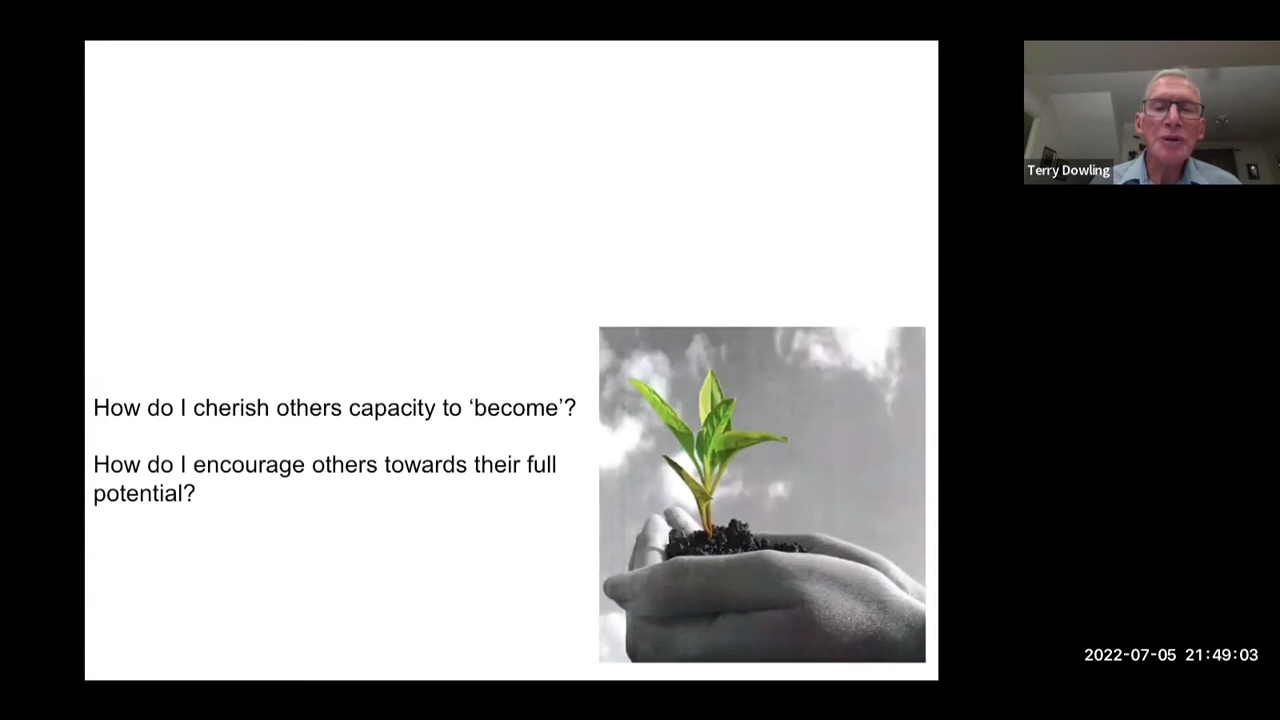 How do I cherish others capacity to ‘become’?
How do I encourage others towards their full
potential?
Terry Dowling
2022-07-05 21:49:03